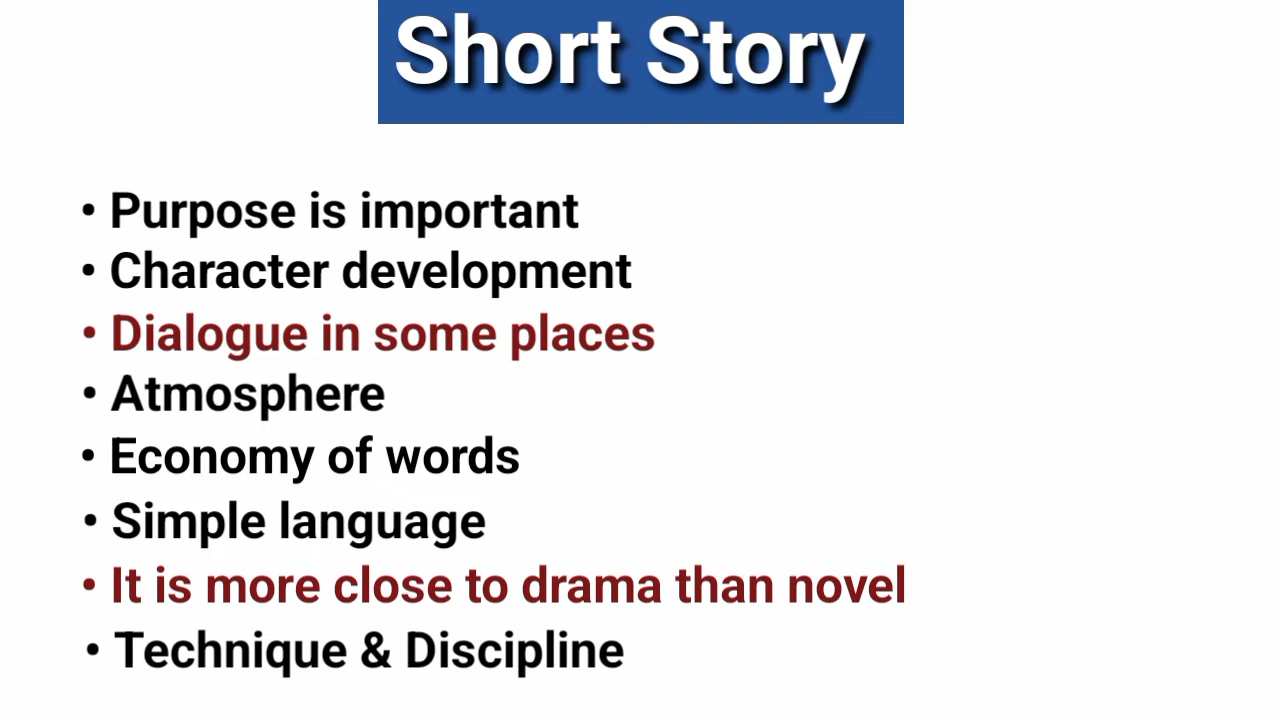 Short Story
• Purpose is important
• Character development
• Dialogue in some places
• Atmosphere
• Economy of words
• Simple language
• It is more close to drama than novel
• Technique & Discipline